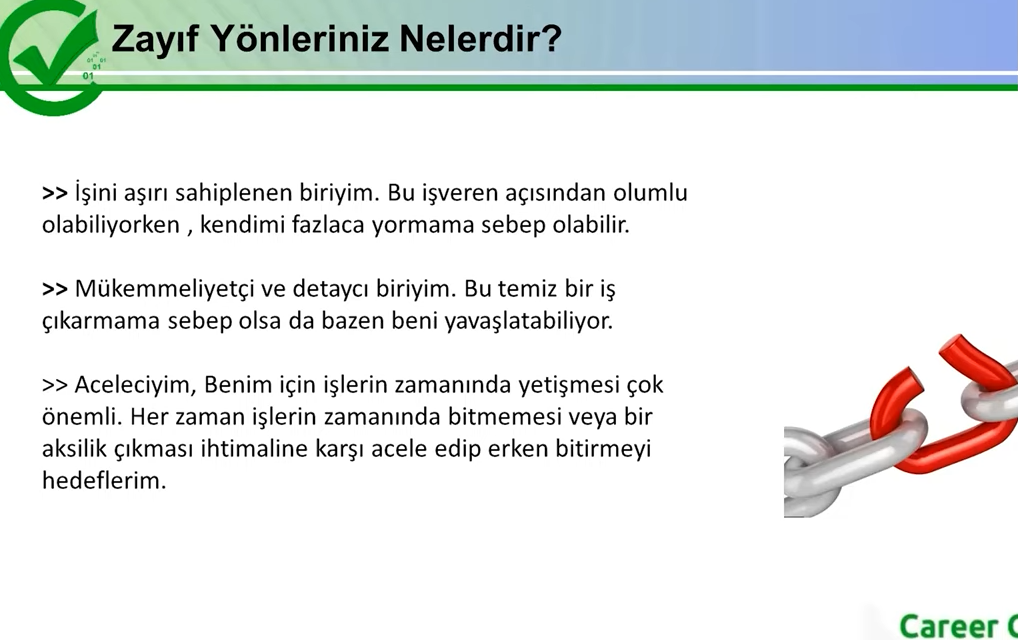 Zayıf Yönleriniz Nelerdir?
01 01
01
01
>> İşini aşırı sahiplenen biriyim. Bu işveren açısından olumlu
olabiliyorken , kendimi fazlaca yormama sebep olabilir.
>> Mükemmeliyetçi ve detaycı biriyim. Bu temiz bir iş
çıkarmama sebep olsa da bazen beni yavaşlatabiliyor.
>> Aceleciyim, Benim için işlerin zamanında yetişmesi çok
önemli. Her zaman işlerin zamanında bitmemesi veya bir
aksilik çıkması ihtimaline karşı acele edip erken bitirmeyi
hedeflerim.
Career